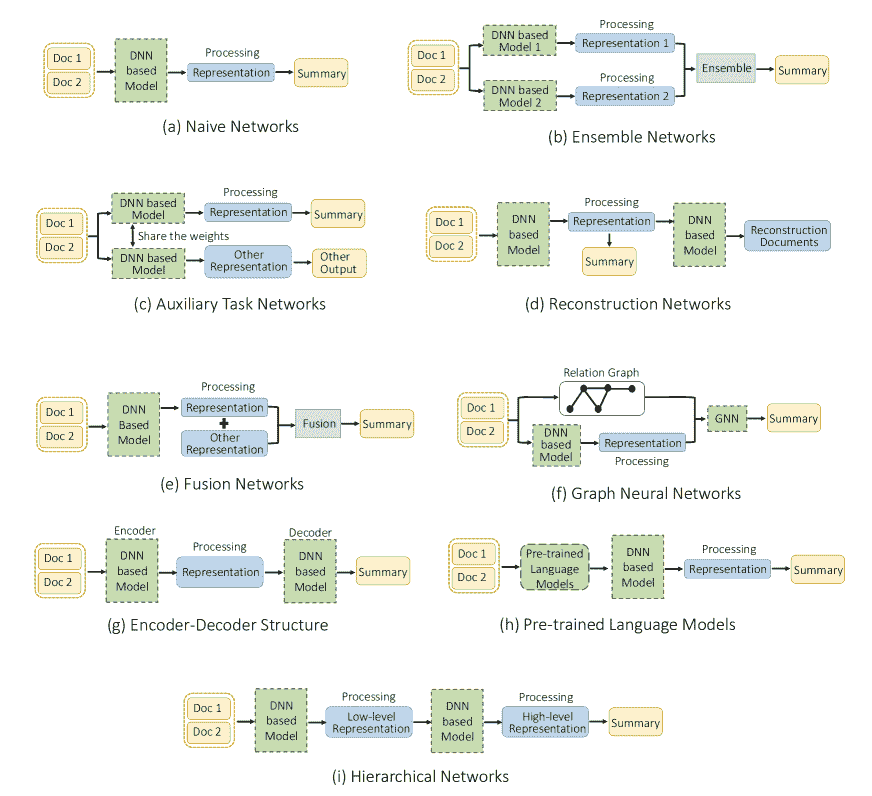 Doc 1
Doc 2
DNN
based
Model
Processing
Representation
Summary
(a) Naive Networks
Doc 1
Doc 2
DNN based
Model 1
DNN based
Model 2
Processing
Representation 1
Processing
Representation 2
Ensemble
Summary
(b) Ensemble Networks
Doc 1
Doc 2
DNN based
Model
Share the weights
DNN based
Model
Processing
Representation
Other
Representation
Summary
Other
Output
(c) Auxiliary Task Networks
Doc 1
Doc 2
DNN
based
Model
Processing
Representation
Summary
DNN
based
Model
Reconstruction
Documents
(d) Reconstruction Networks
Doc 1
Doc 2
DNN
Based
Model
Processing
Representation
+
Other
Representation
Fusion
Summary
(e) Fusion Networks
Doc 1
Doc 2
Relation Graph
DNN
based
Model
Representation
Processing
GNN
Summary
(f) Graph Neural Networks
Doc 1
Doc 2
Encoder
DNN
based
Model
Processing
Representation
Decoder
DNN
based
Model
Summary
(g) Encoder-Decoder Structure
Doc 1
Doc 2
Pre-trained
Language
Models
DNN
based
Model
Processing
Representation
Summary
(h) Pre-trained Language Models
Doc 1
Doc 2
DNN
based
Model
Processing
Low-level
Representation
DNN
based
Model
Processing
High-level
Representation
Summary
(i) Hierarchical Networks